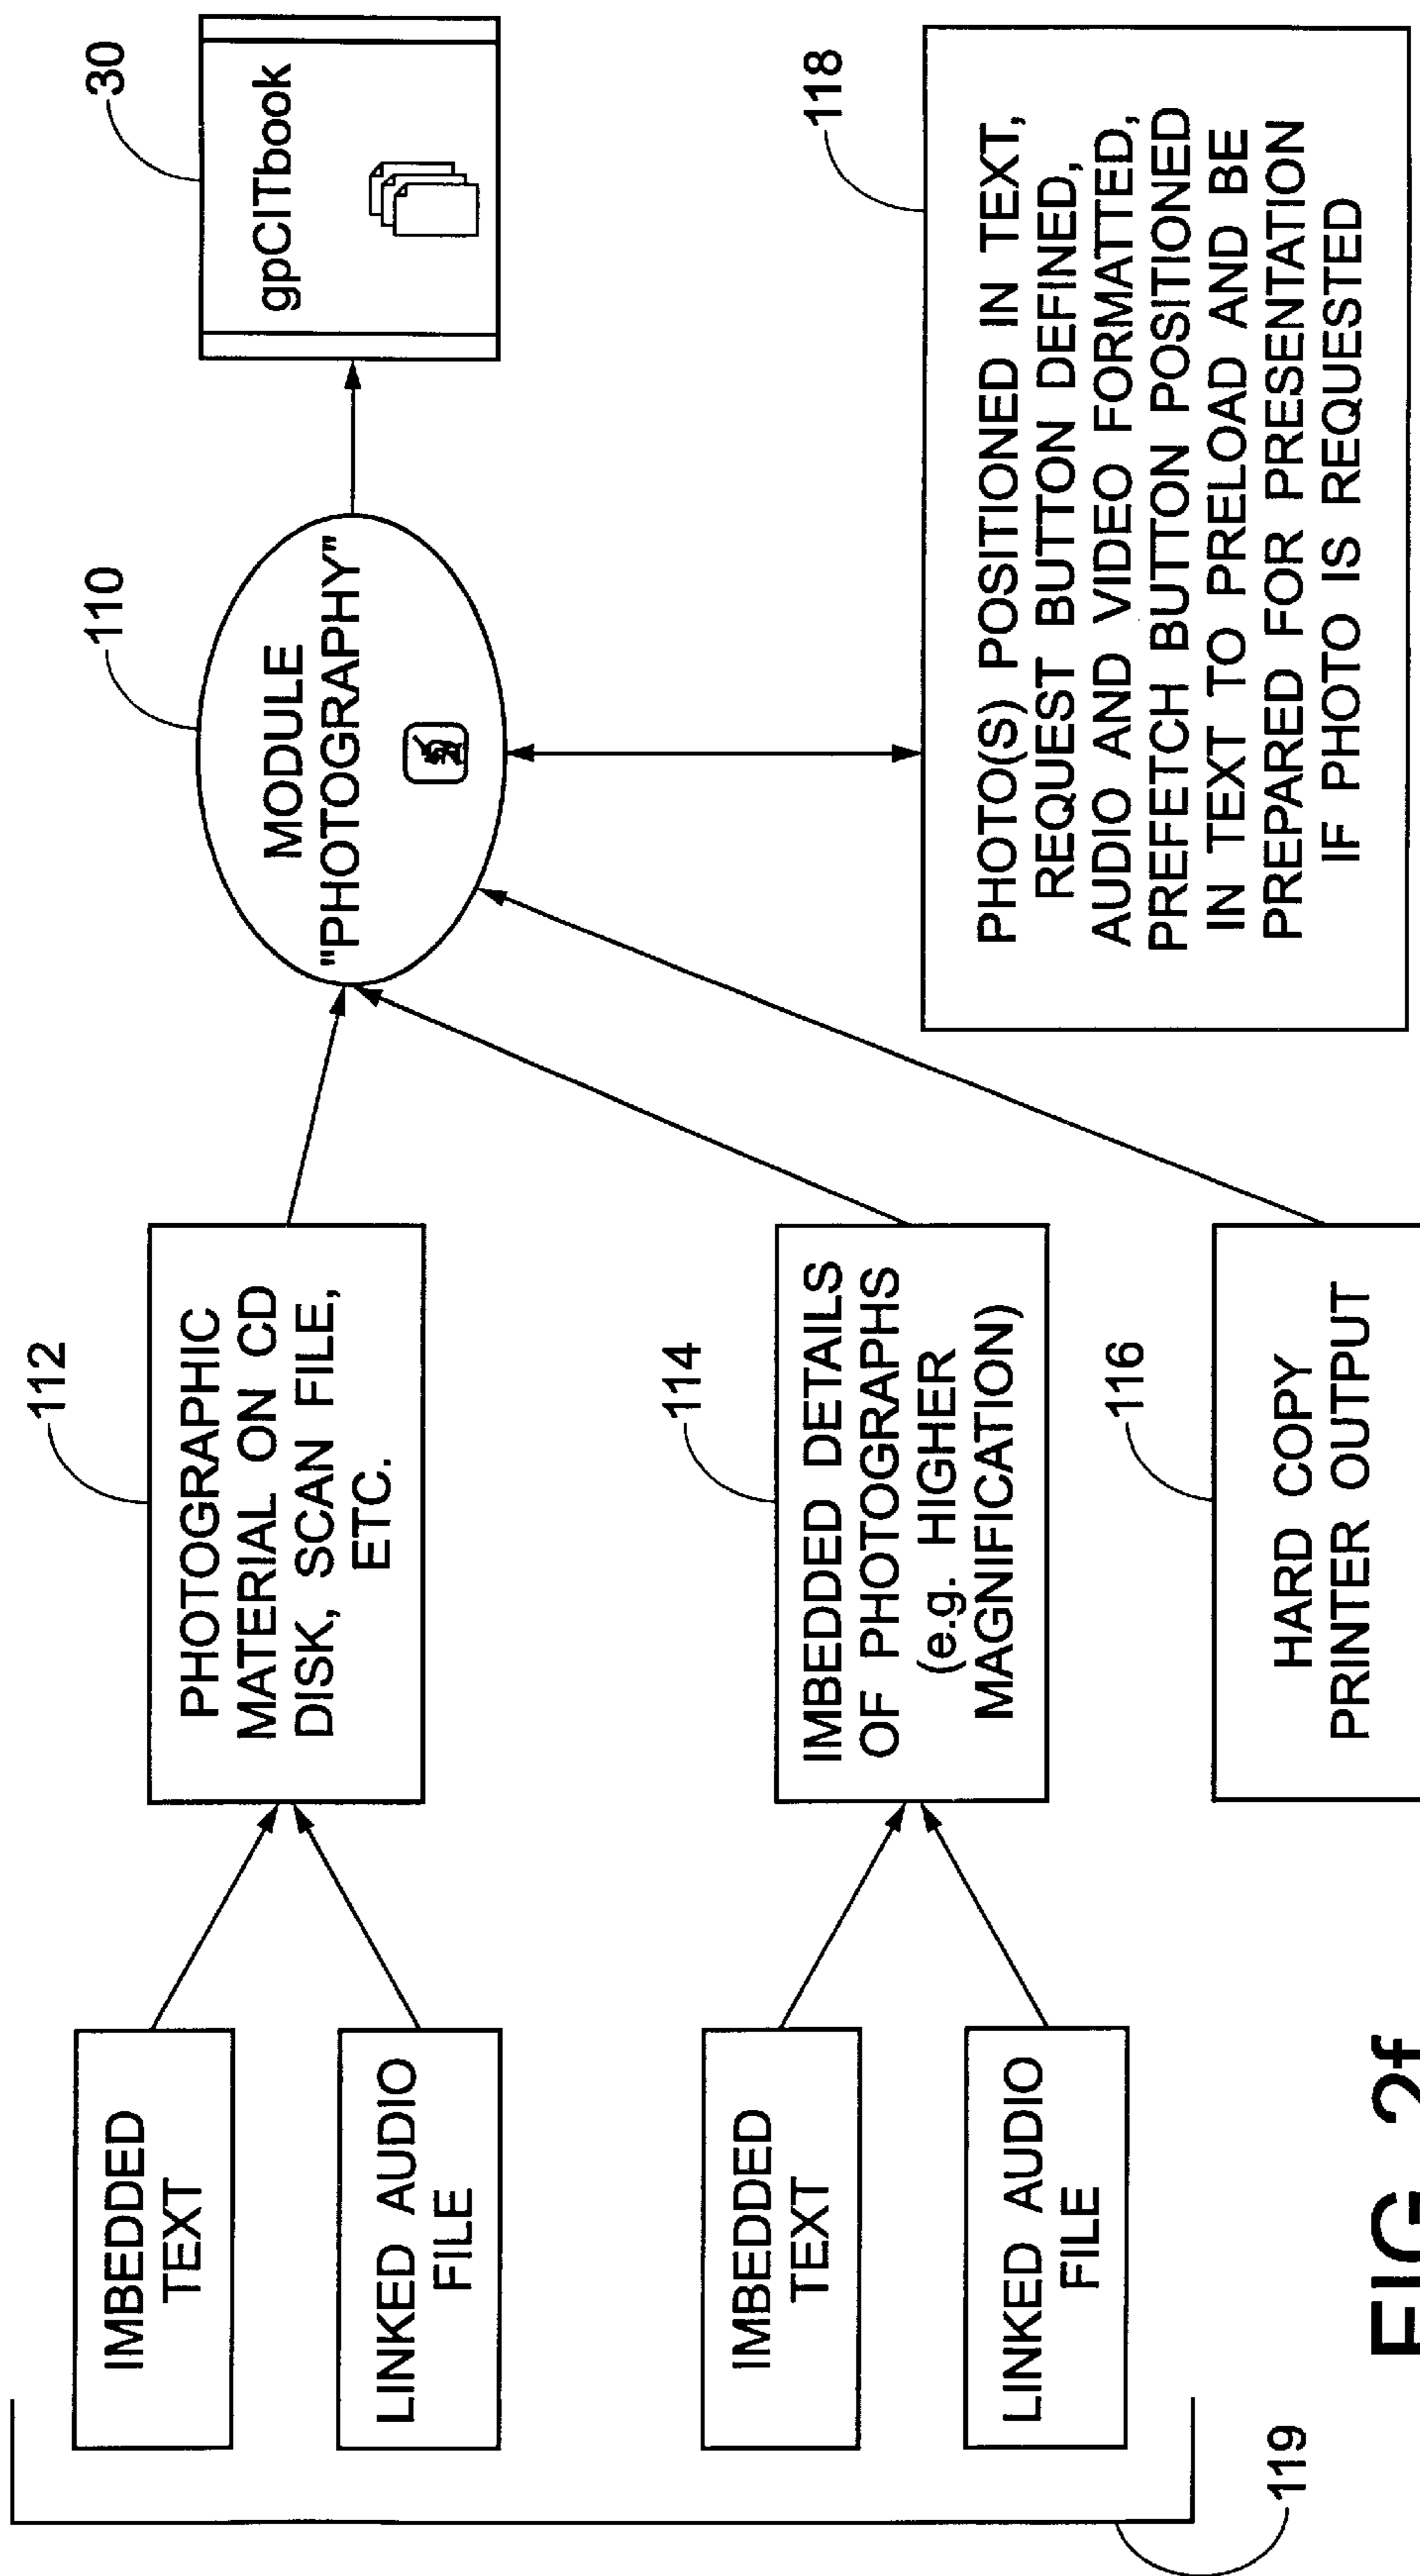 IMBEDDED
TEXT
LINKED AUDIO
FILE
IMBEDDED
TEXT
LINKED AUDIO
FILE
119
112
PHOTOGRAPHIC
MATERIAL ON CD
DISK, SCAN FILE,
ETC.
114
IMBEDDED DETAILS
OF PHOTOGRAPHS
(e.g. HIGHER
MAGNIFICATION)
116
HARD COPY
PRINTER OUTPUT
110
MODULE
"PHOTOGRAPHY"
30
gpCITbook
118
PHOTO(S) POSITIONED IN TEXT,
REQUEST BUTTON DEFINED,
AUDIO AND VIDEO FORMATTED,
PREFETCH BUTTON POSITIONED
IN TEXT TO PRELOAD AND BE
PREPARED FOR PRESENTATION
IF PHOTO IS REQUESTED
FIG. 2f